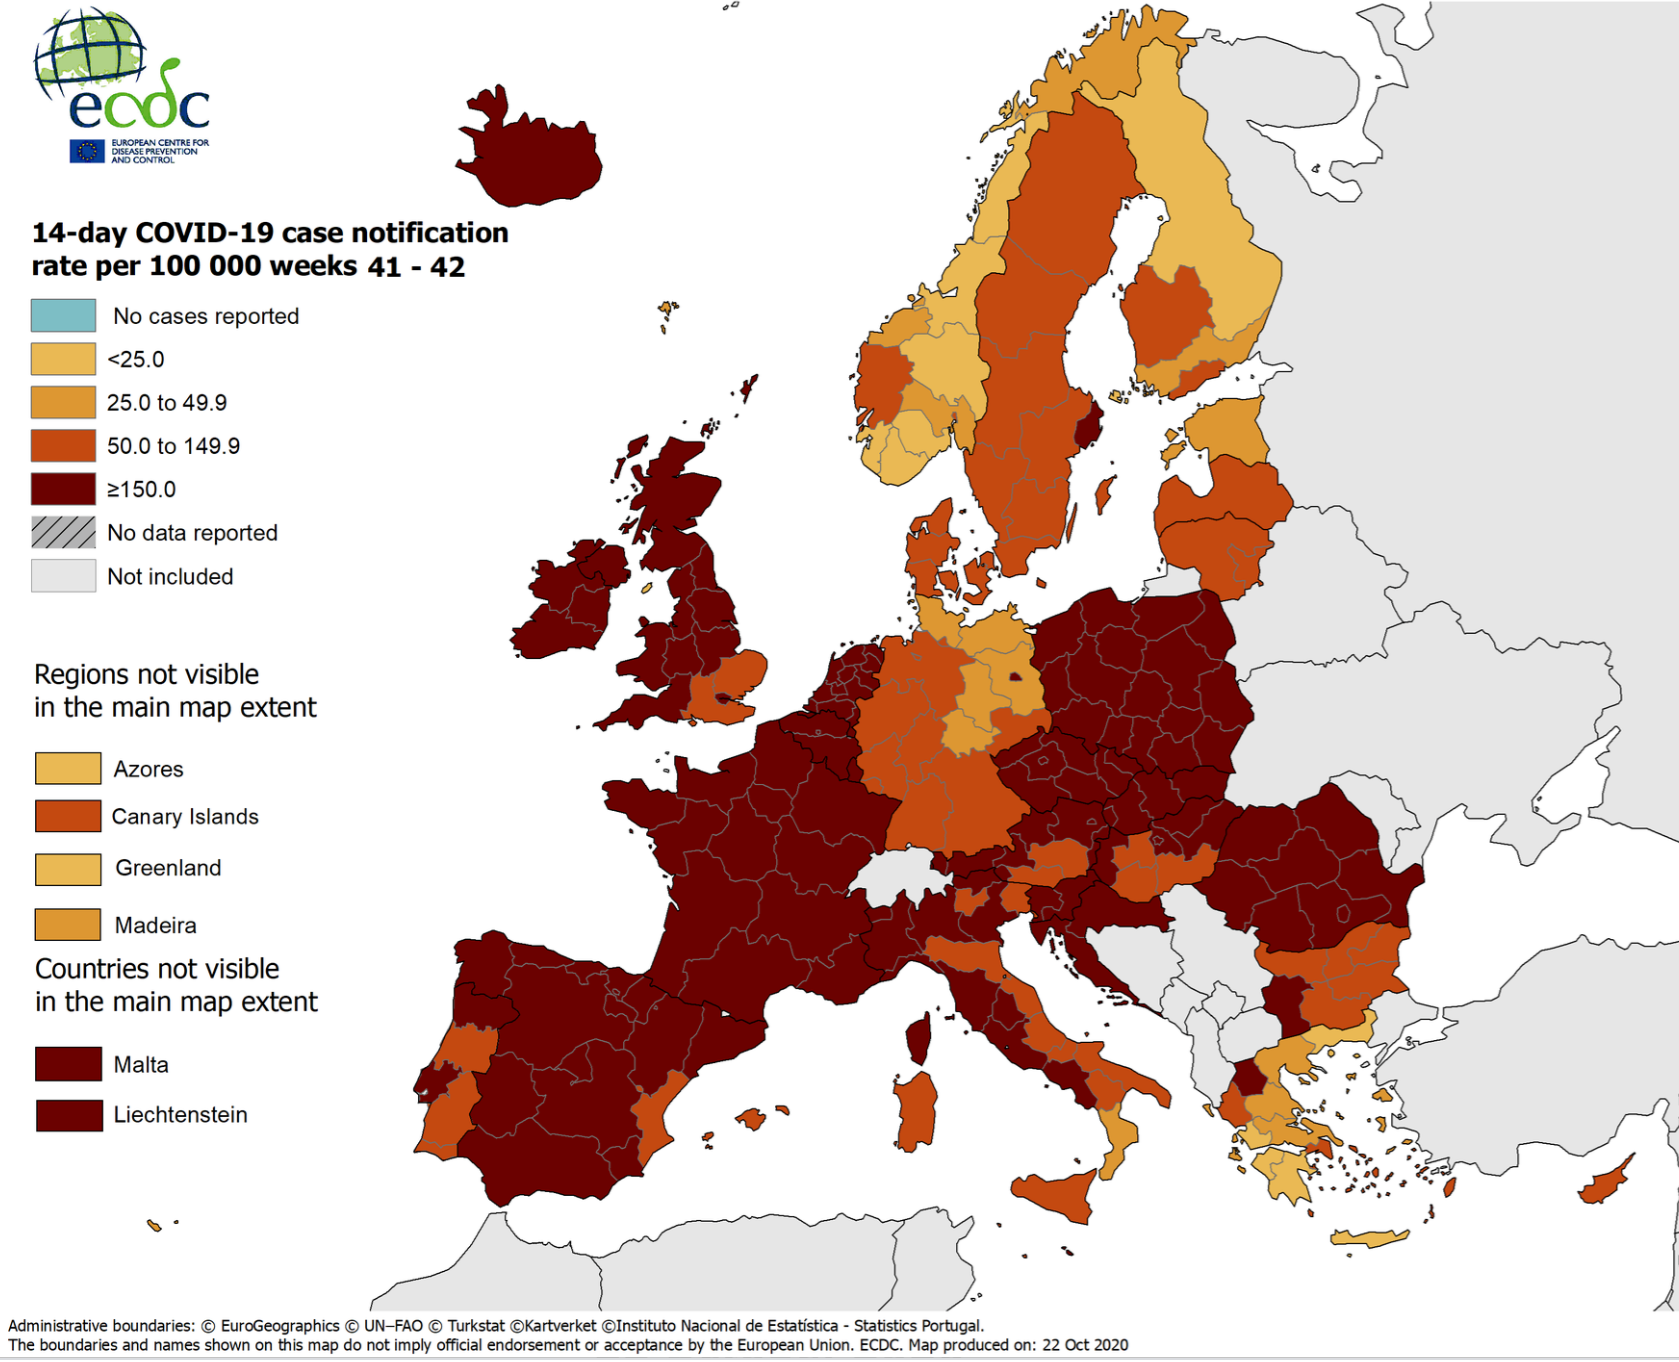 ecdc
EUROPEAN CENTRE FOR
DISEASE PREVENTION
AND CONTROL
14-day COVID-19 case notification
rate per 100 000 weeks 41 - 42
No cases reported
<25.0
25.0 to 49.9
50.0 to 149.9
≥150.0
No data reported
Not included
Regions not visible
in the main map extent
Azores
Canary Islands
Greenland
Madeira
Countries not visible
in the main map extent
Malta
Liechtenstein
Administrative boundaries: © EuroGeographics © UN–FAO © Turkstat ©Kartverket ©Instituto Nacional de Estatística - Statistics Portugal.
The boundaries and names shown on this map do not imply official endorsement or acceptance by the European Union. ECDC. Map produced on: 22 Oct 2020